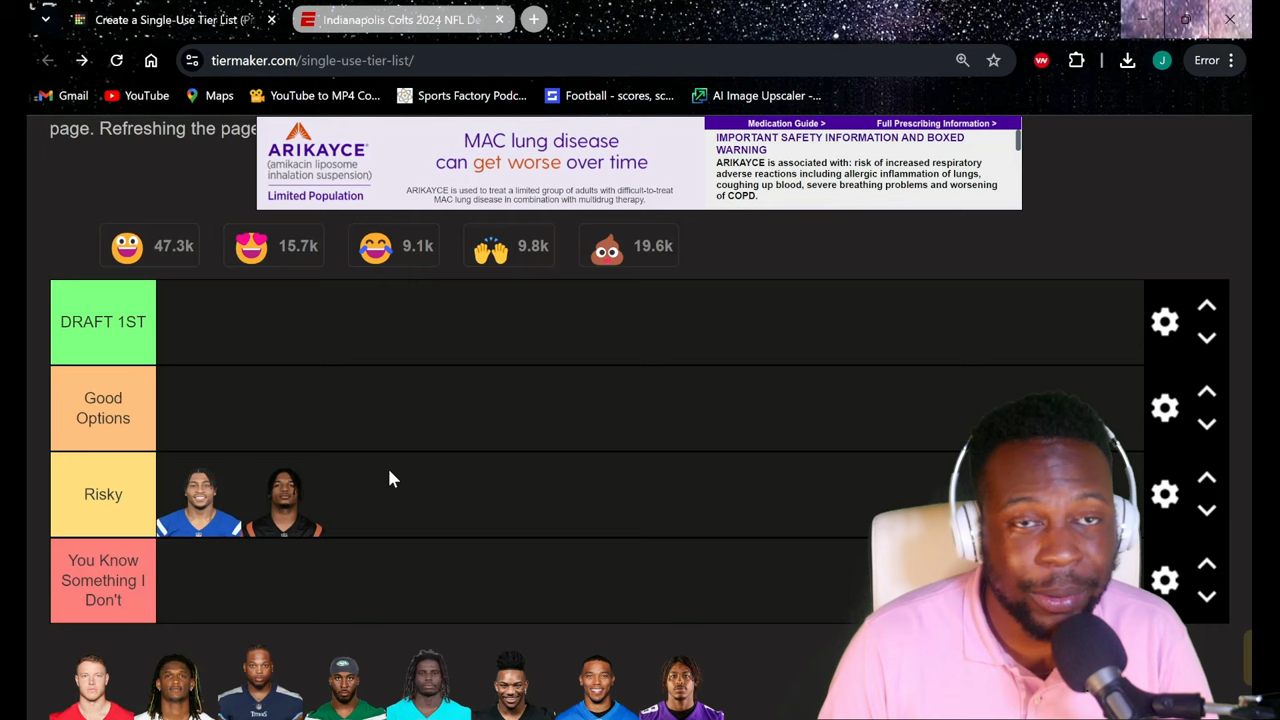 Create a Single-Use Tier List (P
Indianapolis Colts 2024 NFL De
tiermaker.com/single-use-tier-list/
Error
Gmail
YouTube
Maps
YouTube to MP4 Co...
Sports Factory Podc...
Football - scores, sc...
AI Image Upscaler -...
page. Refreshing the page
ARIKAYCE®
(amikacin liposome
inhalation suspension)
Limited Population
MAC lung disease
can get worse over time
ARIKAYCE is used to treat a limited group of adults with difficult-to-treat
MAC lung disease in combination with multidrug therapy.
Medication Guide >
Full Prescribing Information >
IMPORTANT SAFETY INFORMATION AND BOXED
WARNING
ARIKAYCE is associated with: risk of increased respiratory
adverse reactions including allergic inflammation of lungs,
coughing up blood, severe breathing problems and worsening
of COPD.
47.3k
15.7k
9.1k
9.8k
19.6k
DRAFT 1ST
Good
Options
Risky
You Know
Something I
Don't